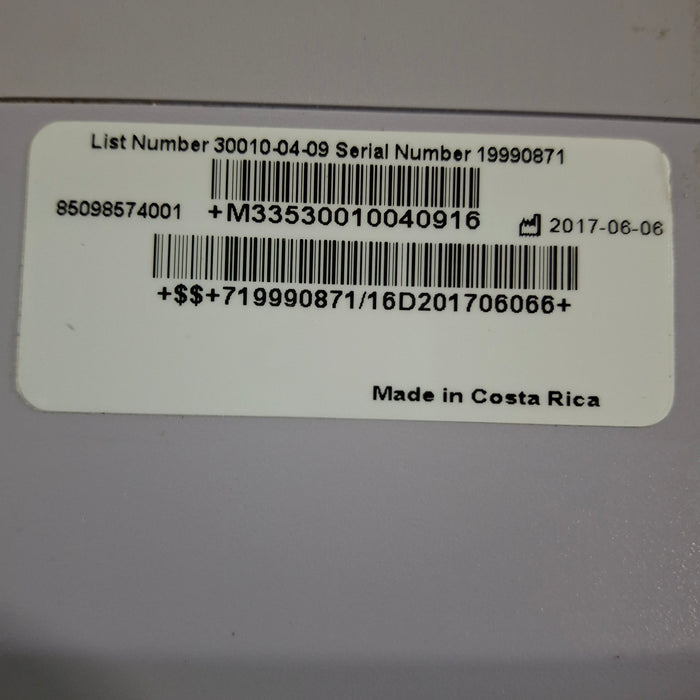 List Number 30010-04-09 Serial Number 19990871
85098574001 +M33530010040916 2017-06-06
+$$+719990871/16D201706066+
Made in Costa Rica